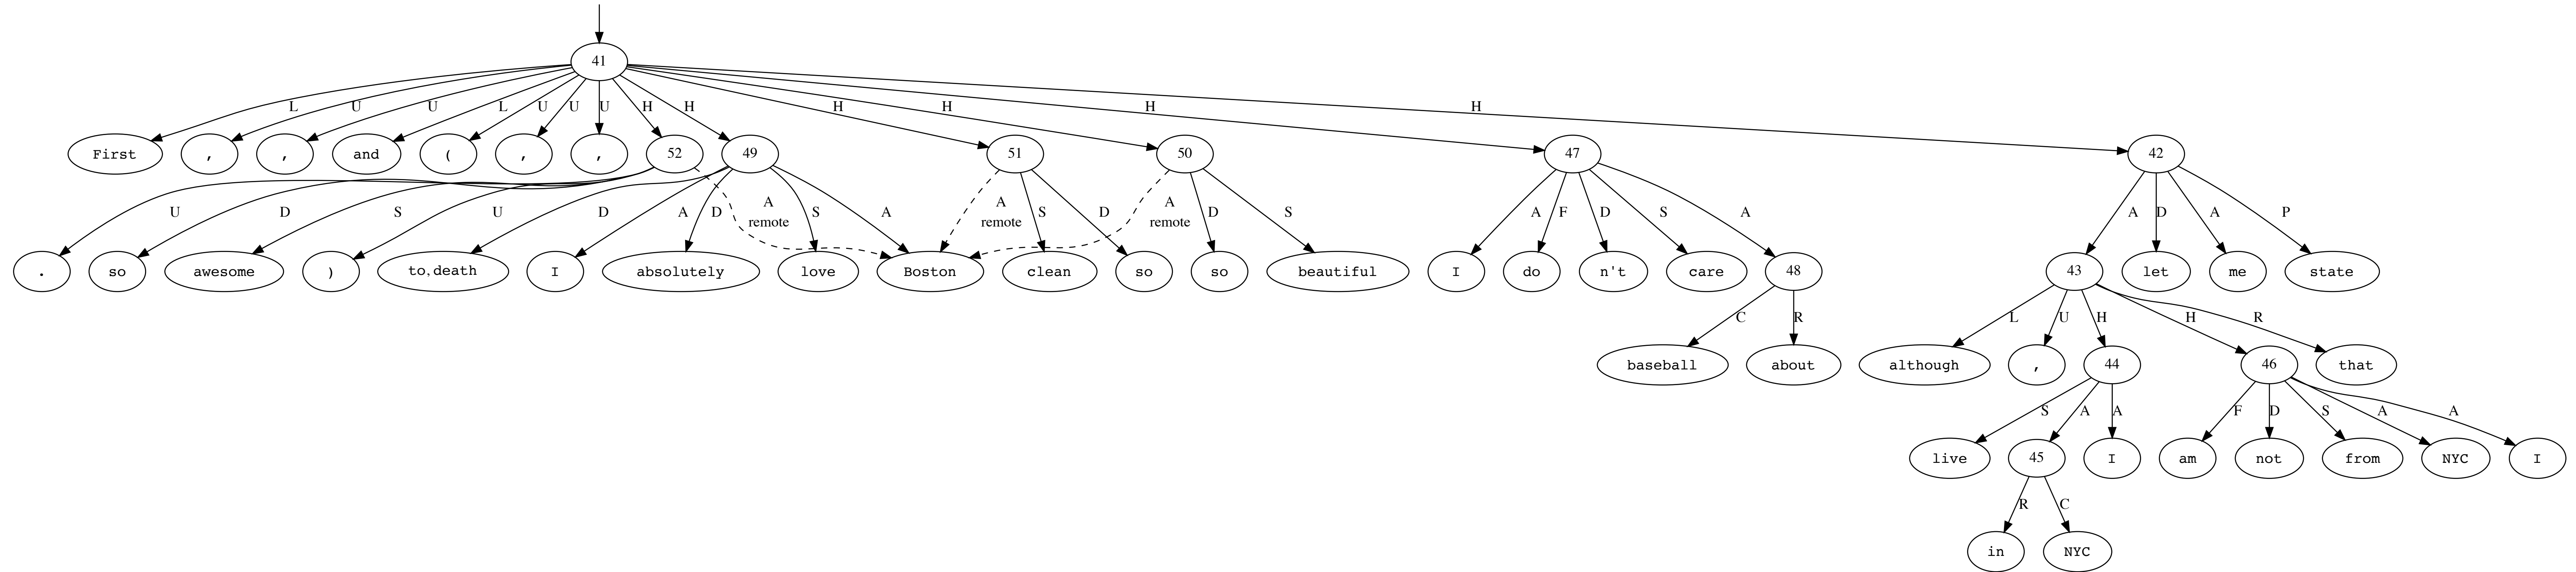 41
L U U L U U U H H H H H H
First , , and ( , , 52 49 51 50 47 42
U D S U D A D A S A A S D A D S A F D S A A D A P
remote remote remote
. so awesome ) to.death I absolutely love Boston clean so so beautiful I do n't care 48 43 let me state
C R L U H H R
baseball about although , 44 46 that
S A A F D S A A
live 45 I am not from NYC I
R C
in NYC